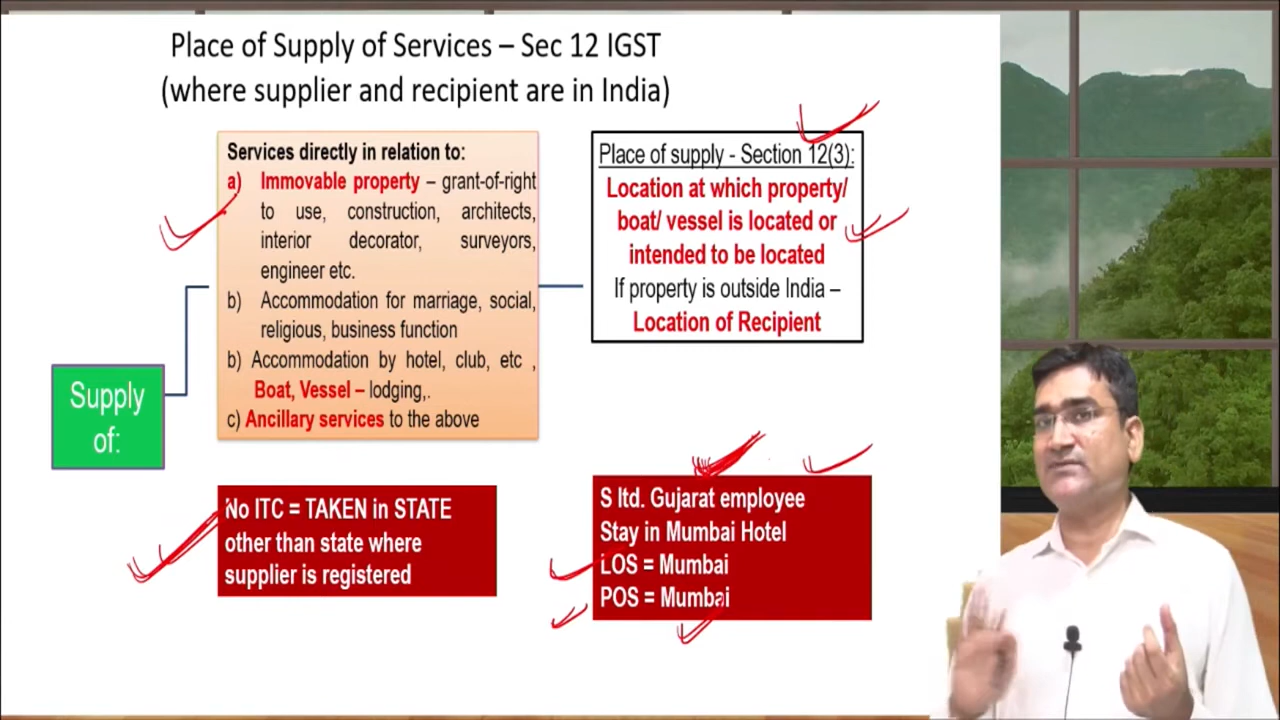 Place of Supply of Services – Sec 12 IGST
(where supplier and recipient are in India)
Services directly in relation to:
a) Immovable property – grant-of-right
to use, construction, architects,
interior decorator, surveyors,
engineer etc.
b) Accommodation for marriage, social,
religious, business function
b) Accommodation by hotel, club, etc ,
Boat, Vessel – lodging,.
c) Ancillary services to the above
Place of supply - Section 12(3):
Location at which property/
boat/ vessel is located or
intended to be located
If property is outside India –
Location of Recipient
Supply
of:
No ITC = TAKEN in STATE
other than state where
supplier is registered
S ltd. Gujarat employee
Stay in Mumbai Hotel
LOS = Mumbai
POS = Mumbai